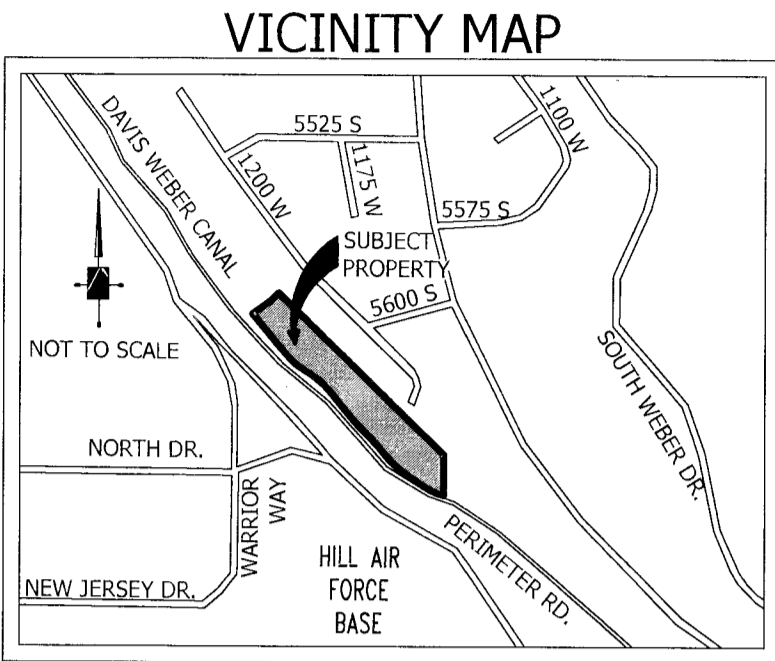 VICINITY MAP
DAVIS WEBER CANAL
5525 S
1100 W
1200 W
1175 W
5575 S
SUBJECT
PROPERTY
5600 S
NOT TO SCALE
SOUTH WEBER DR.
NORTH DR.
WARRIOR
WAY
PERIMETER RD.
HILL AIR
FORCE
BASE
NEW JERSEY DR.